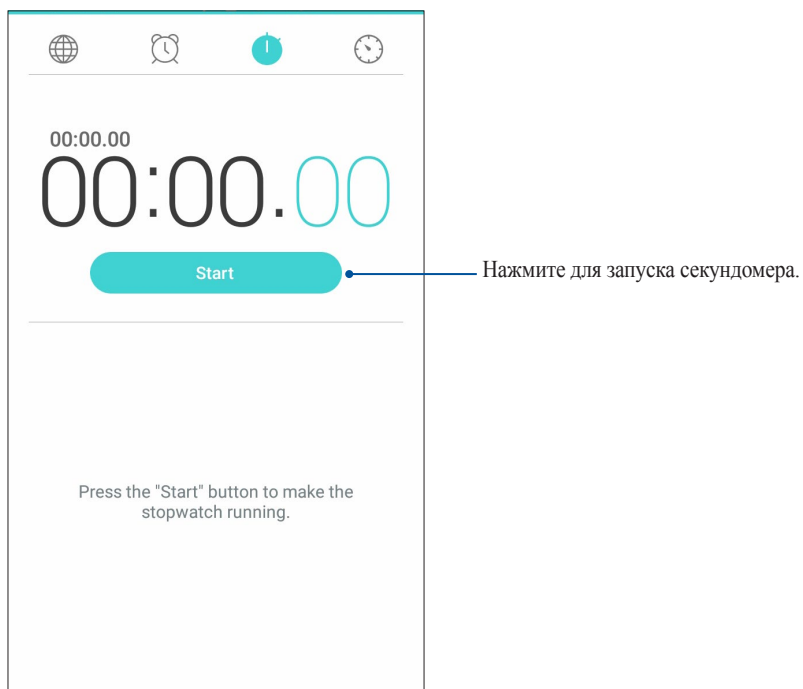 00:00.00
00:00.00
Start
Нажмите для запуска секундомера.
Press the "Start" button to make the
stopwatch running.